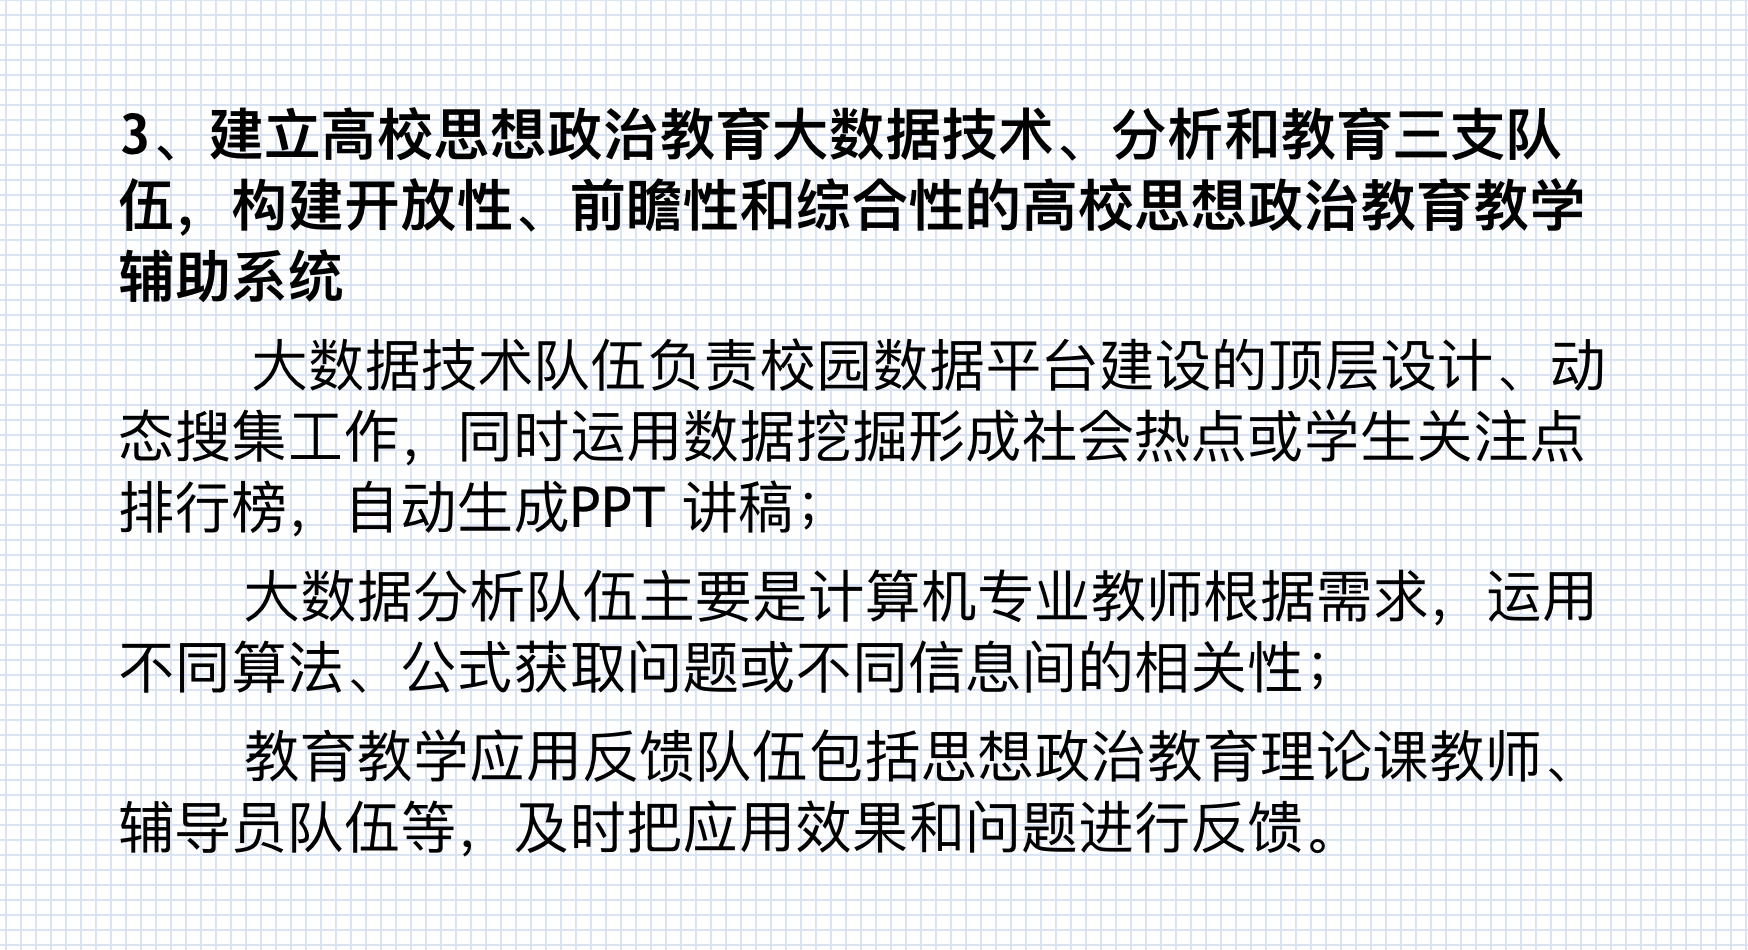 3、建立高校思想政治教育大数据技术、分析和教育三支队
伍，构建开放性、前瞻性和综合性的高校思想政治教育教学
辅助系统
大数据技术队伍负责校园数据平台建设的顶层设计、动
态搜集工作，同时运用数据挖掘形成社会热点或学生关注点
排行榜，自动生成PPT 讲稿；
大数据分析队伍主要是计算机专业教师根据需求，运用
不同算法、公式获取问题或不同信息间的相关性；
教育教学应用反馈队伍包括思想政治教育理论课教师、
辅导员队伍等，及时把应用效果和问题进行反馈。